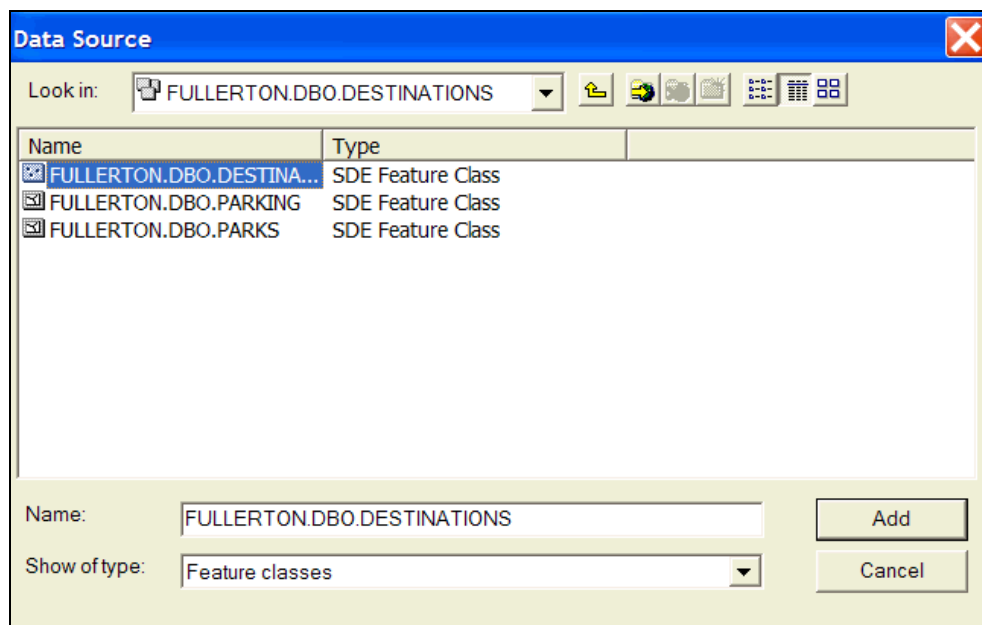 Data Source
Look in: FULLERTON.DBO.DESTINATIONS
Name Type
FULLERTON.DBO.DESTINA... SDE Feature Class
FULLERTON.DBO.PARKING SDE Feature Class
FULLERTON.DBO.PARKS SDE Feature Class
Name: FULLERTON.DBO.DESTINATIONS Add
Show of type: Feature classes Cancel